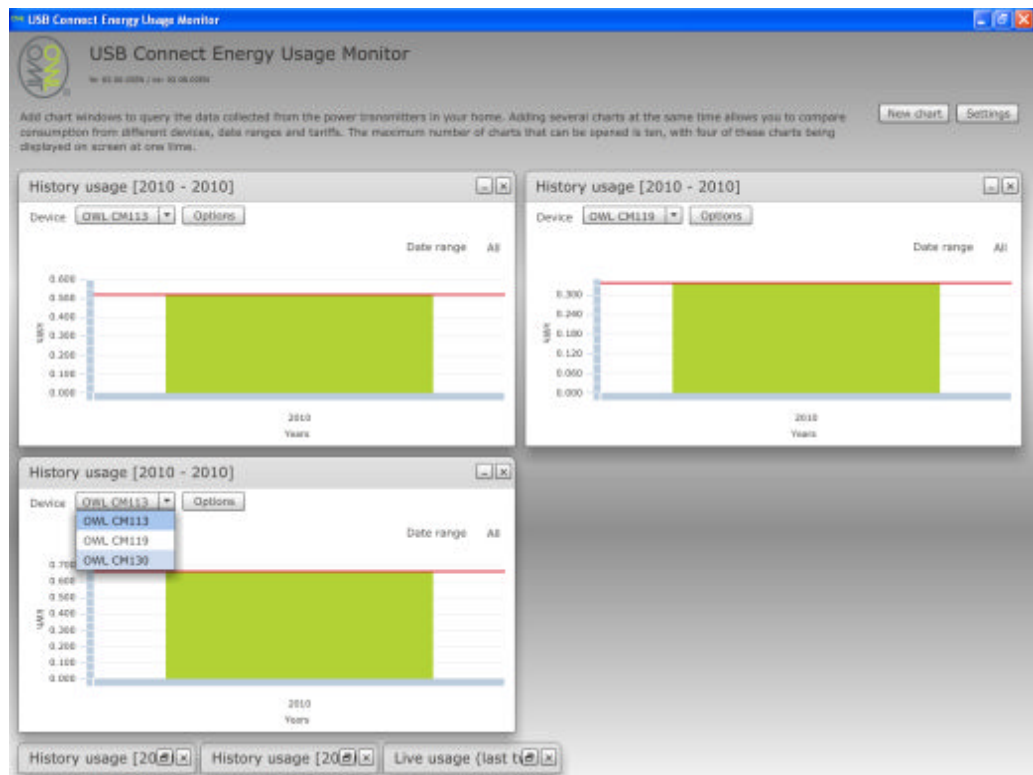 USB Connect Energy Usage Monitor
USB Connect Energy Usage Monitor
Add chart windows to query the data collected from the power transmitters in your home. Adding several charts at the same time allows you to compare
consumption from different devices, data ranges and tariffs. The maximum number of charts that can be opened is ten, with four of these charts being
displayed on screen at one time.
New chart
Settings
History usage [2010 - 2010]
Device OWL CM113 Options
Date range All
0.600
0.500
0.400
0.300
0.200
0.100
0.000
kWh
2010
Years
History usage [2010 - 2010]
Device OWL CM119 Options
Date range All
0.300
0.240
0.180
0.120
0.060
0.000
kWh
2010
Years
History usage [2010 - 2010]
Device OWL CM113 Options
OWL CM113
OWL CM119
OWL CM130
Date range All
0.700
0.600
0.500
0.400
0.300
0.200
0.100
0.000
kWh
2010
Years
History usage [20
History usage [20
Live usage (last t